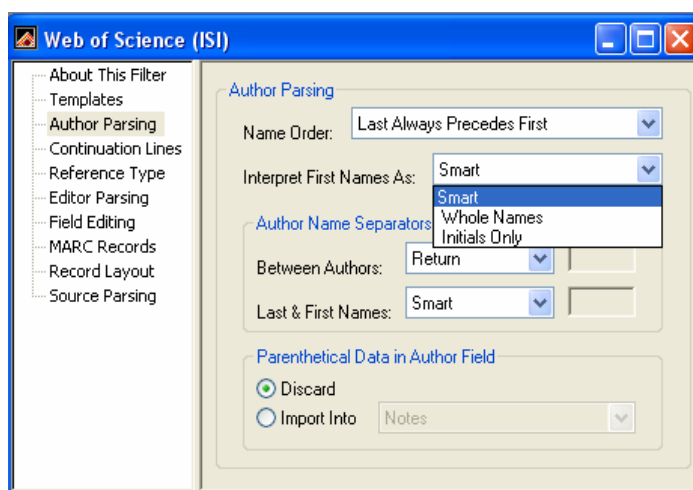 Web of Science (ISI)
About This Filter
Templates
Author Parsing
Continuation Lines
Reference Type
Editor Parsing
Field Editing
MARC Records
Record Layout
Source Parsing
Author Parsing
Name Order: Last Always Precedes First
Interpret First Names As: Smart
Smart
Whole Names
Initials Only
Author Name Separators
Between Authors: Return
Last & First Names: Smart
Parenthetical Data in Author Field
Discard
Import Into Notes